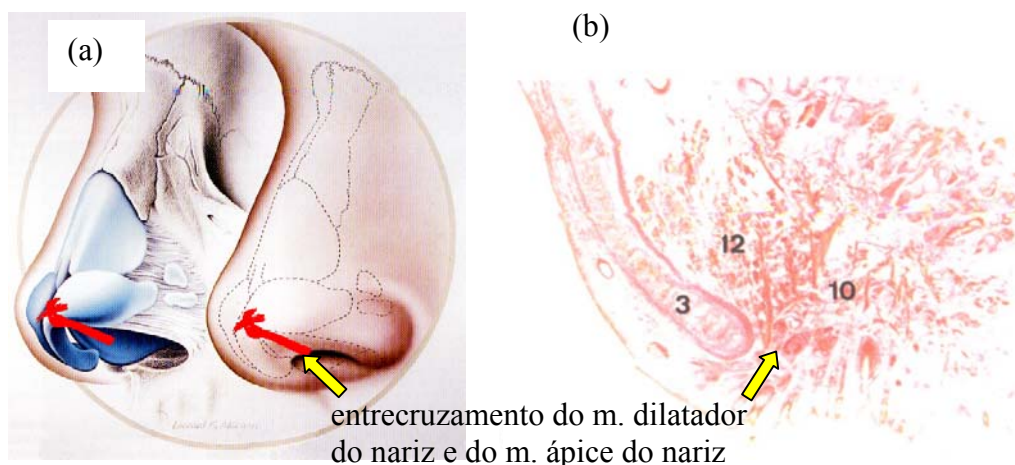 (a)
(b)
12
3
10
entrecruzamento do m. dilatador
do nariz e do m. ápice do nariz